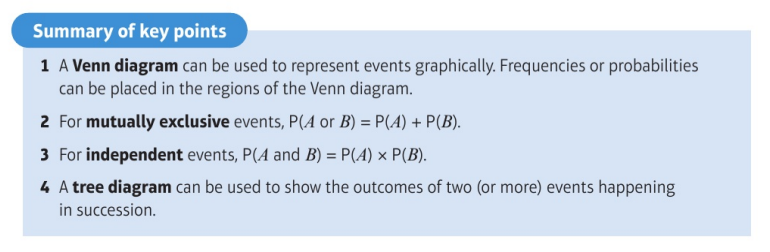 Summary of key points
1 A Venn diagram can be used to represent events graphically. Frequencies or probabilities
can be placed in the regions of the Venn diagram.
2 For mutually exclusive events, P(A or B) = P(A) + P(B).
3 For independent events, P(A and B) = P(A) × P(B).
4 A tree diagram can be used to show the outcomes of two (or more) events happening
in succession.